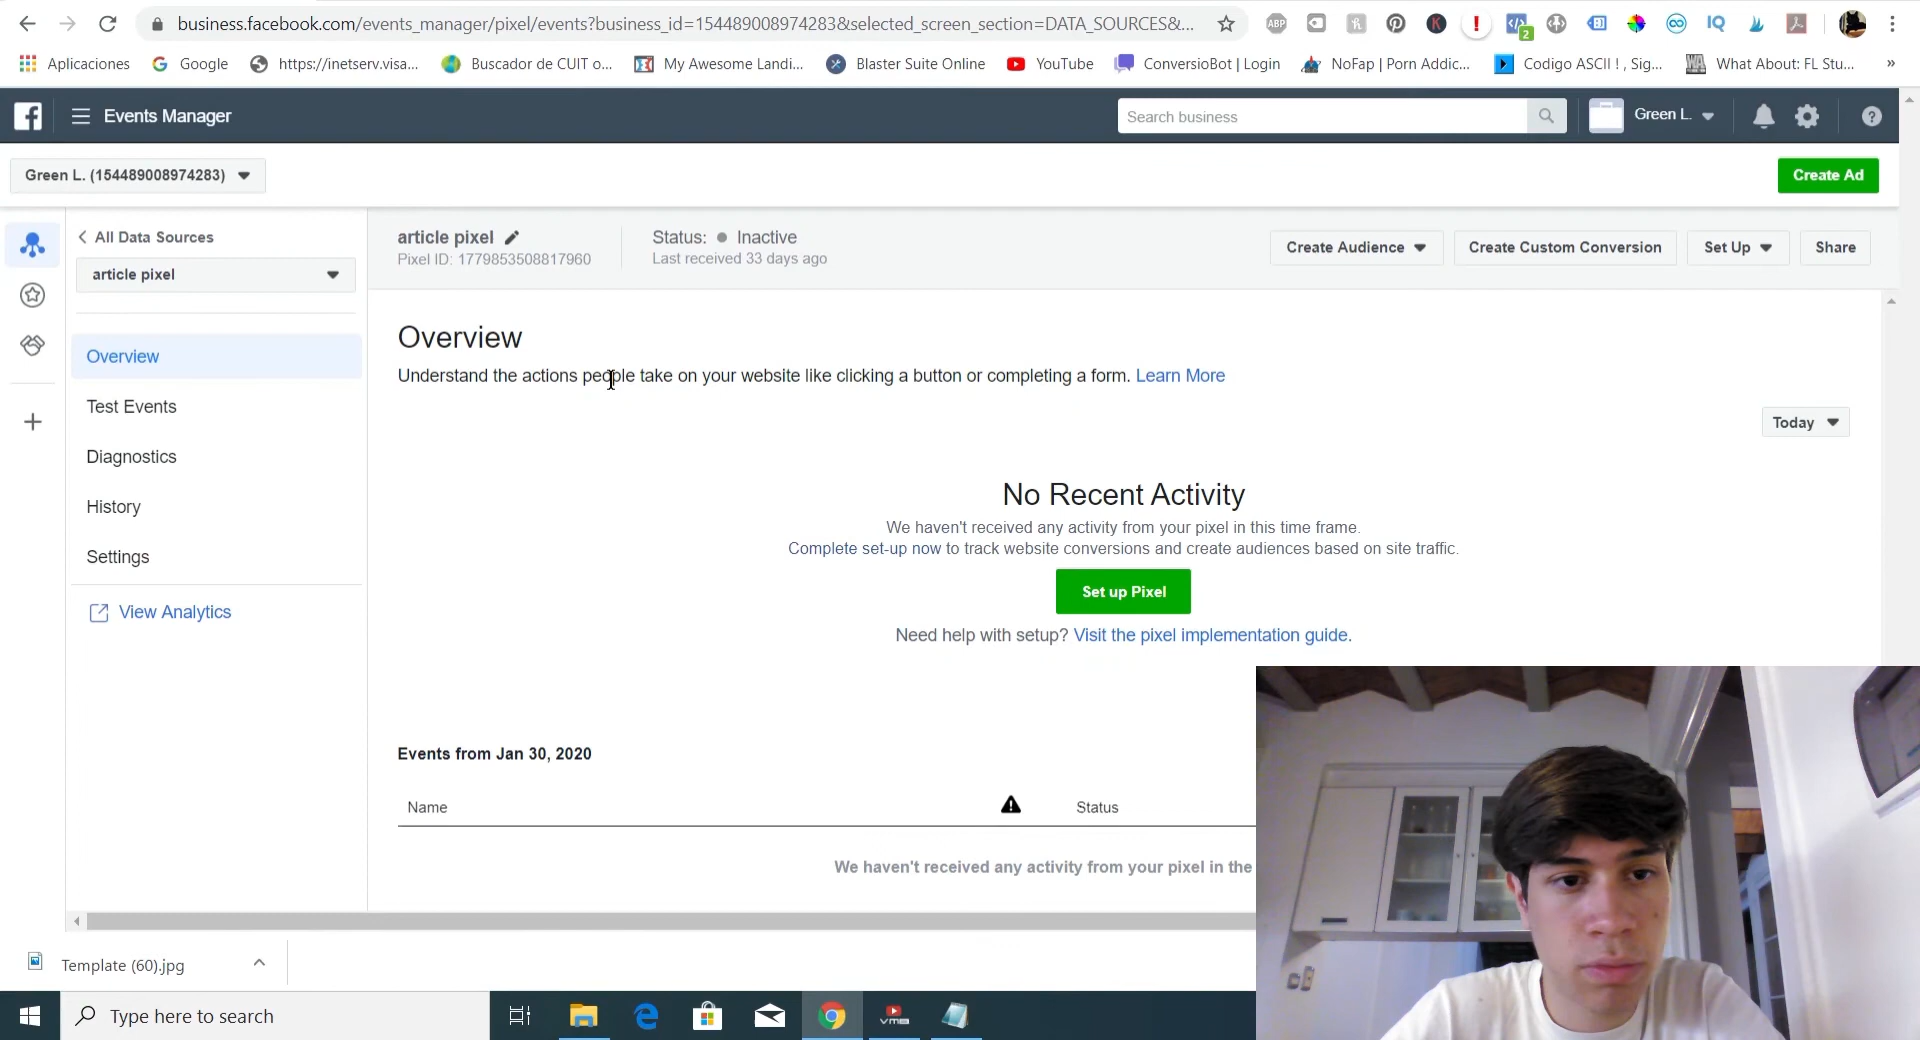 business.facebook.com/events_manager/pixel/events?business_id=154489008974283&selected_screen_section=DATA_SOURCES&...
ABP
K
2
IQ
Aplicaciones
Google
https://inetserv.visa...
Buscador de CUIT o...
My Awesome Landi...
Blaster Suite Online
YouTube
ConversioBot | Login
NoFap | Porn Addic...
Codigo ASCII ! , Sig...
What About: FL Stu...
»
Events Manager
Search business
Green L.
Green L. (154489008974283)
Create Ad
All Data Sources
article pixel
Overview
Test Events
Diagnostics
History
Settings
View Analytics
article pixel
Pixel ID: 1779853508817960
Status: Inactive
Last received 33 days ago
Create Audience
Create Custom Conversion
Set Up
Share
Overview
Understand the actions people take on your website like clicking a button or completing a form. Learn More
Today
No Recent Activity
We haven't received any activity from your pixel in this time frame.
Complete set-up now to track website conversions and create audiences based on site traffic.
Set up Pixel
Need help with setup? Visit the pixel implementation guide.
Events from Jan 30, 2020
Name
Status
We haven't received any activity from your pixel in the
Template (60).jpg
Type here to search